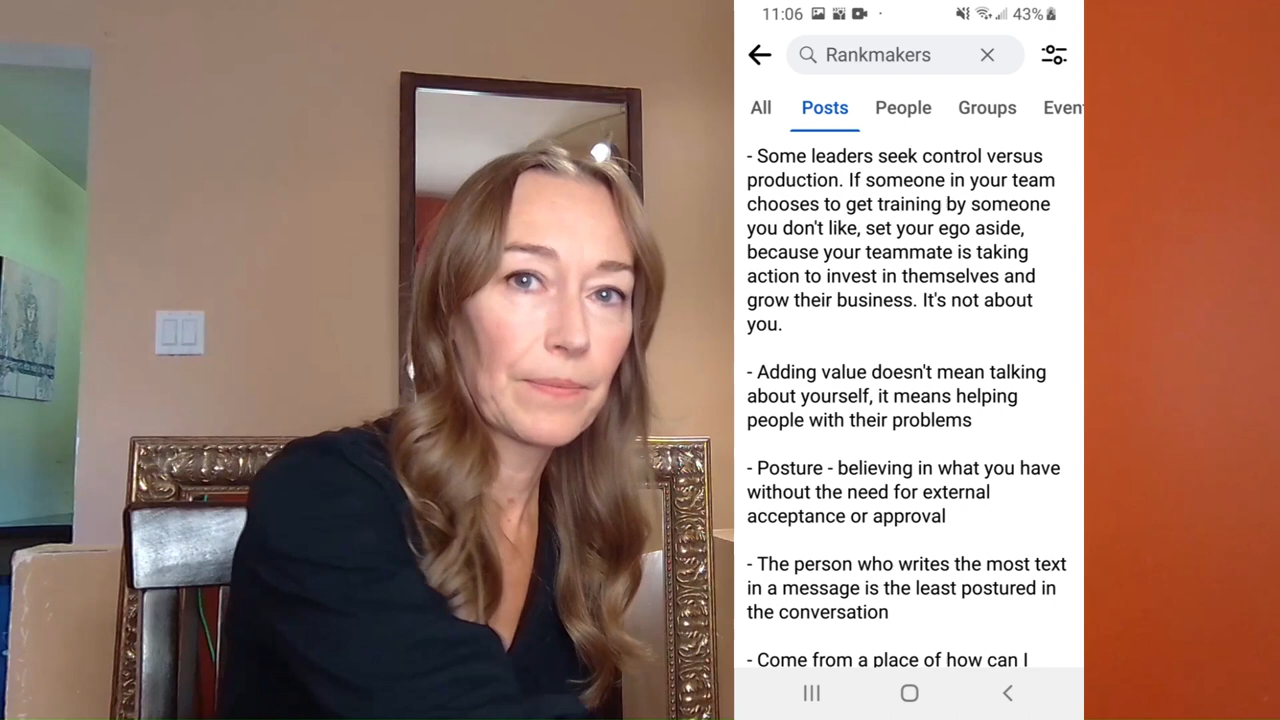 11:06
43%
Rankmakers
All Posts People Groups Even
- Some leaders seek control versus
production. If someone in your team
chooses to get training by someone
you don't like, set your ego aside,
because your teammate is taking
action to invest in themselves and
grow their business. It's not about
you.
- Adding value doesn't mean talking
about yourself, it means helping
people with their problems
- Posture - believing in what you have
without the need for external
acceptance or approval
- The person who writes the most text
in a message is the least postured in
the conversation
- Come from a place of how can I